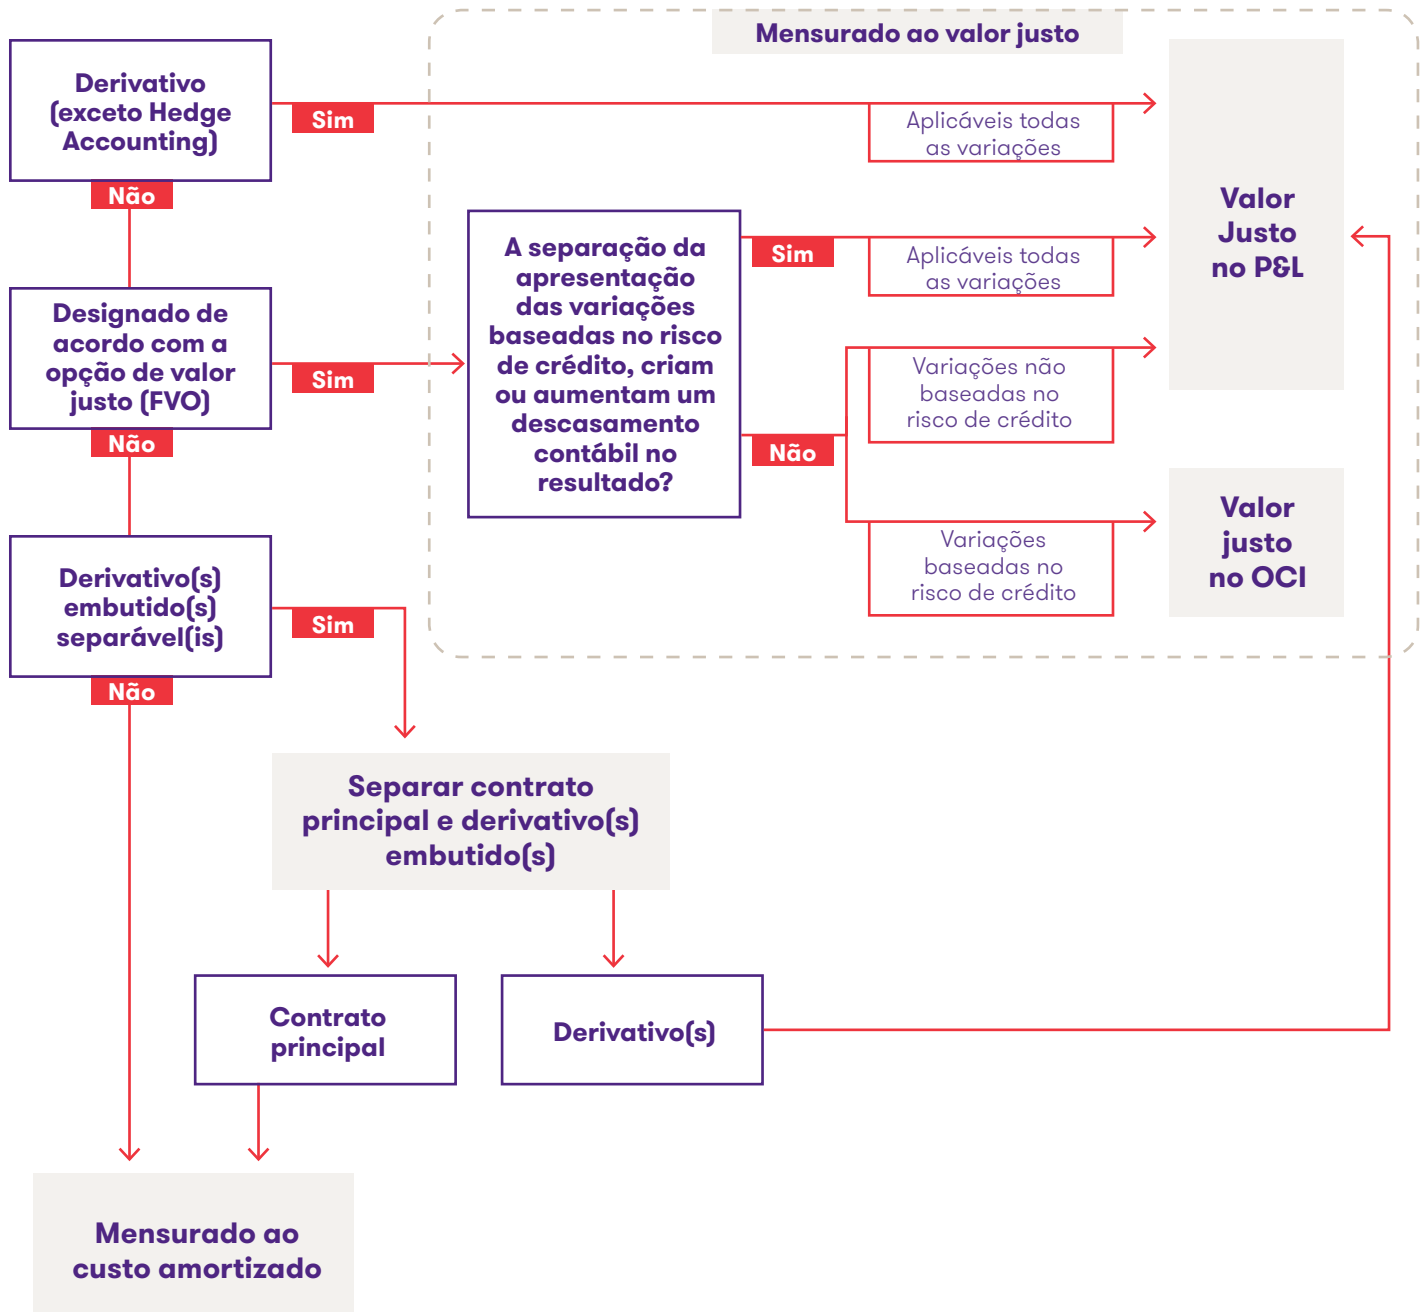 Mensurado ao valor justo
Derivativo
(exceto Hedge
Accounting)
Sim
Aplicáveis todas
as variações
Não
Valor
Justo
no P&L
Designado de
acordo com a
opção de valor
justo (FVO)
Sim
A separação da
apresentação
das variações
baseadas no risco
de crédito, criam
ou aumentam um
descasamento
contábil no
resultado?
Sim
Aplicáveis todas
as variações
Não
Variações não
baseadas no
risco de crédito
Variações
baseadas no
risco de crédito
Valor
justo
no OCI
Não
Derivativo(s)
embutido(s)
separável(is)
Sim
Não
Separar contrato
principal e derivativo(s)
embutido(s)
Contrato
principal
Derivativo(s)
Mensurado ao
custo amortizado